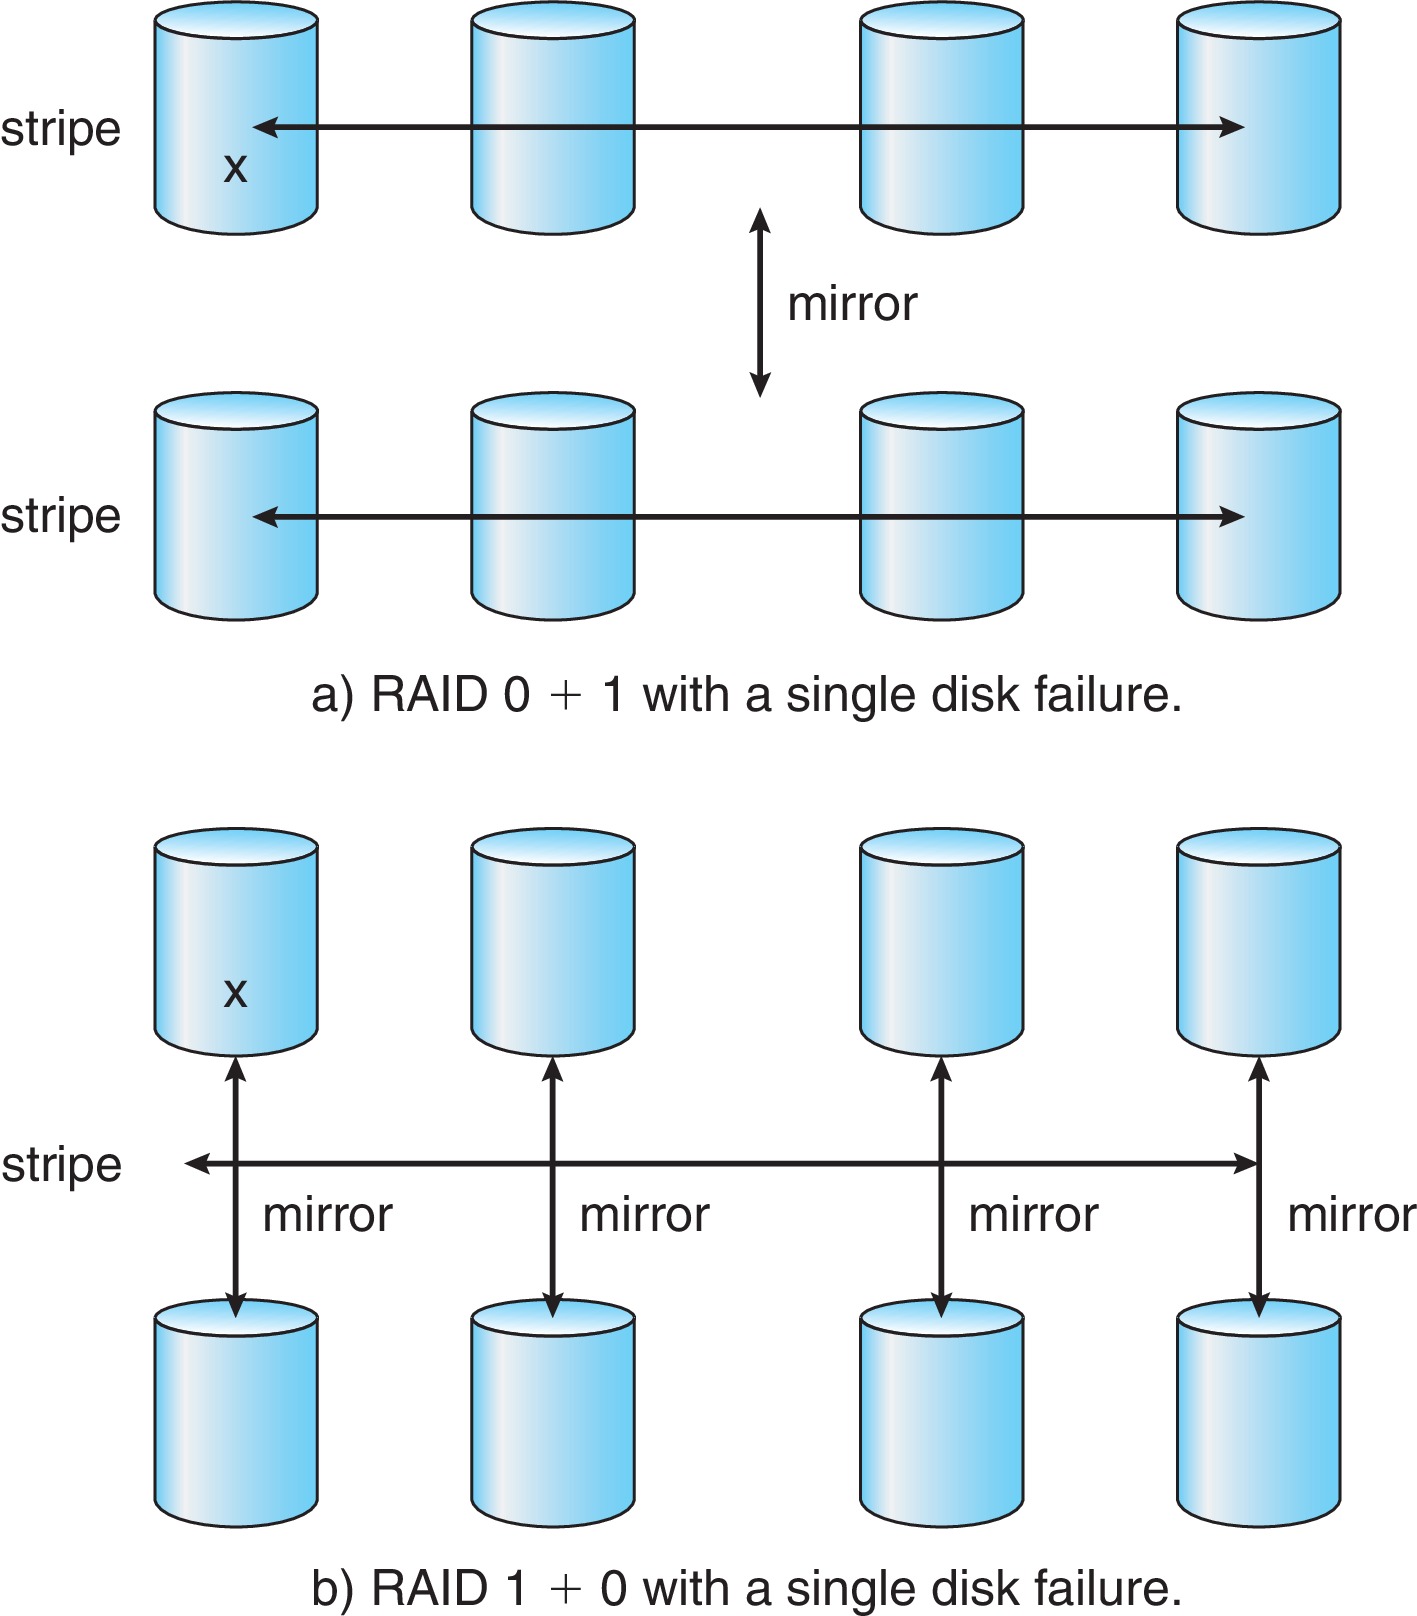 stripe
x
mirror
stripe
a) RAID 0 + 1 with a single disk failure.
x
stripe
mirror mirror mirror mirror
b) RAID 1 + 0 with a single disk failure.